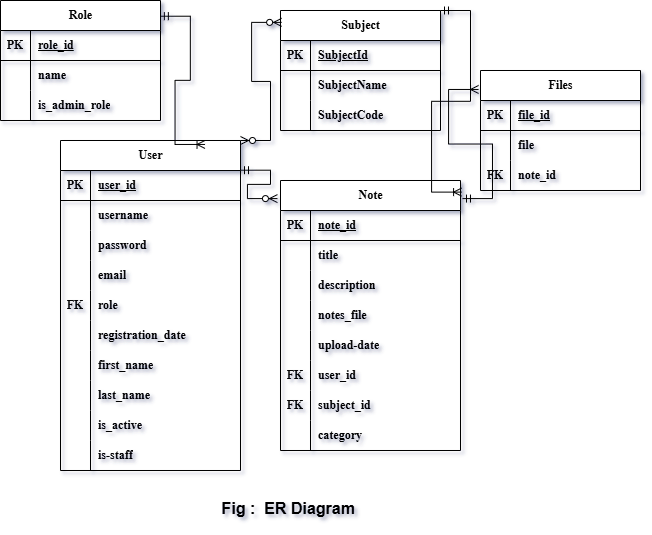 Role
PK role_id
name
is_admin_role
Subject
PK SubjectId
SubjectName
SubjectCode
Files
PK file_id
file
FK note_id
User
PK user_id
username
password
email
FK role
registration_date
first_name
last_name
is_active
is-staff
Note
PK note_id
title
description
notes_file
upload-date
FK user_id
FK subject_id
category
Fig : ER Diagram